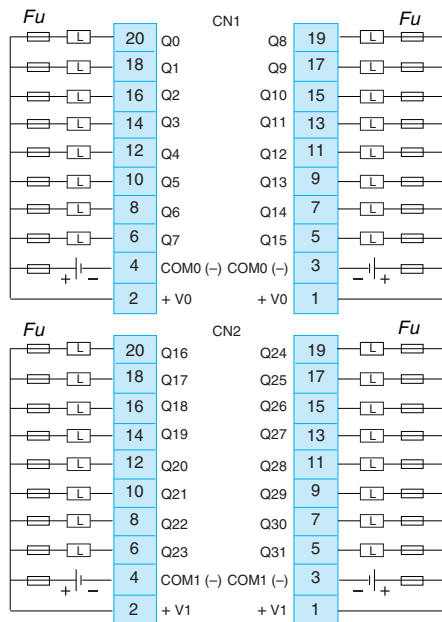 Fu CN1 Fu
L 20 Q0 Q8 19 L
L 18 Q1 Q9 17 L
L 16 Q2 Q10 15 L
L 14 Q3 Q11 13 L
L 12 Q4 Q12 11 L
L 10 Q5 Q13 9 L
L 8 Q6 Q14 7 L
L 6 Q7 Q15 5 L
+ – 4 COM0 (–) COM0 (–) 3 – +
2 + V0 + V0 1
Fu CN2 Fu
L 20 Q16 Q24 19 L
L 18 Q17 Q25 17 L
L 16 Q18 Q26 15 L
L 14 Q19 Q27 13 L
L 12 Q20 Q28 11 L
L 10 Q21 Q29 9 L
L 8 Q22 Q30 7 L
L 6 Q23 Q31 5 L
+ – 4 COM1 (–) COM1 (–) 3 – +
2 + V1 + V1 1